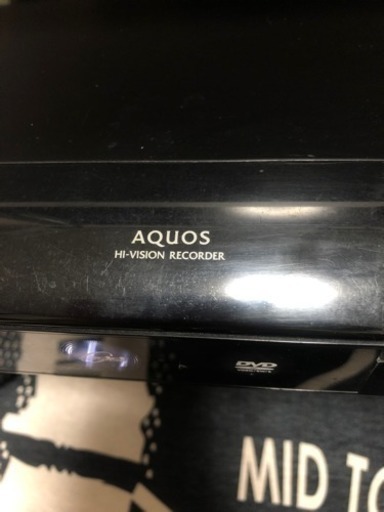 AQUOS
HI-VISION RECORDER
DVD
MID TO